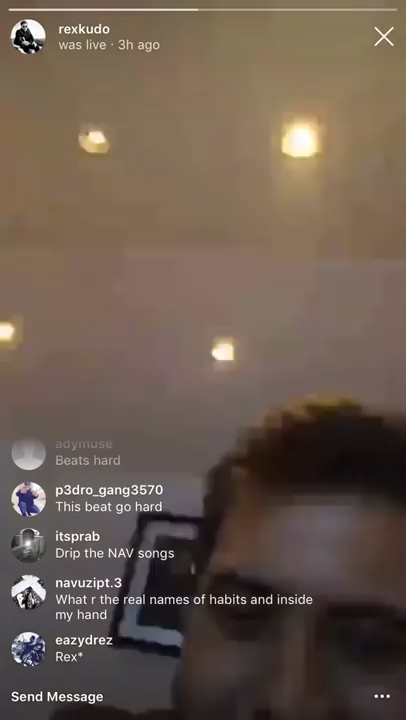 rexkudo
was live · 3h ago
adymuse
Beats hard
p3dro_gang3570
This beat go hard
itsprab
Drip the NAV songs
navuzipt.3
What r the real names of habits and inside
my hand
eazydrez
Rex*
Send Message